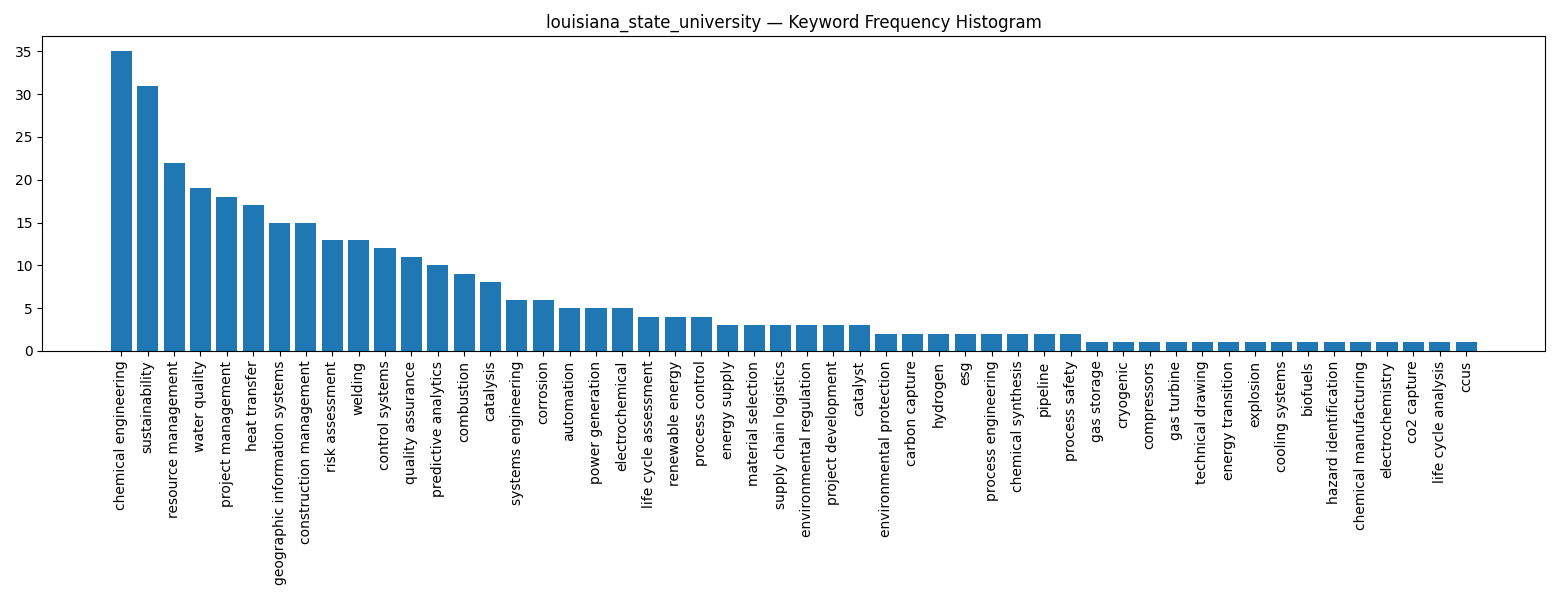 louisiana_state_university — Keyword Frequency Histogram
35
30
25
20
15
10
5
0
chemical engineering
sustainability
resource management
water quality
project management
heat transfer
geographic information systems
construction management
risk assessment
welding
control systems
quality assurance
predictive analytics
combustion
catalysis
systems engineering
corrosion
automation
power generation
electrochemical
life cycle assessment
renewable energy
process control
energy supply
material selection
supply chain logistics
environmental regulation
project development
catalyst
environmental protection
carbon capture
hydrogen
esg
process engineering
chemical synthesis
pipeline
process safety
gas storage
cryogenic
compressors
gas turbine
technical drawing
energy transition
explosion
cooling systems
biofuels
hazard identification
chemical manufacturing
electrochemistry
co2 capture
life cycle analysis
ccus